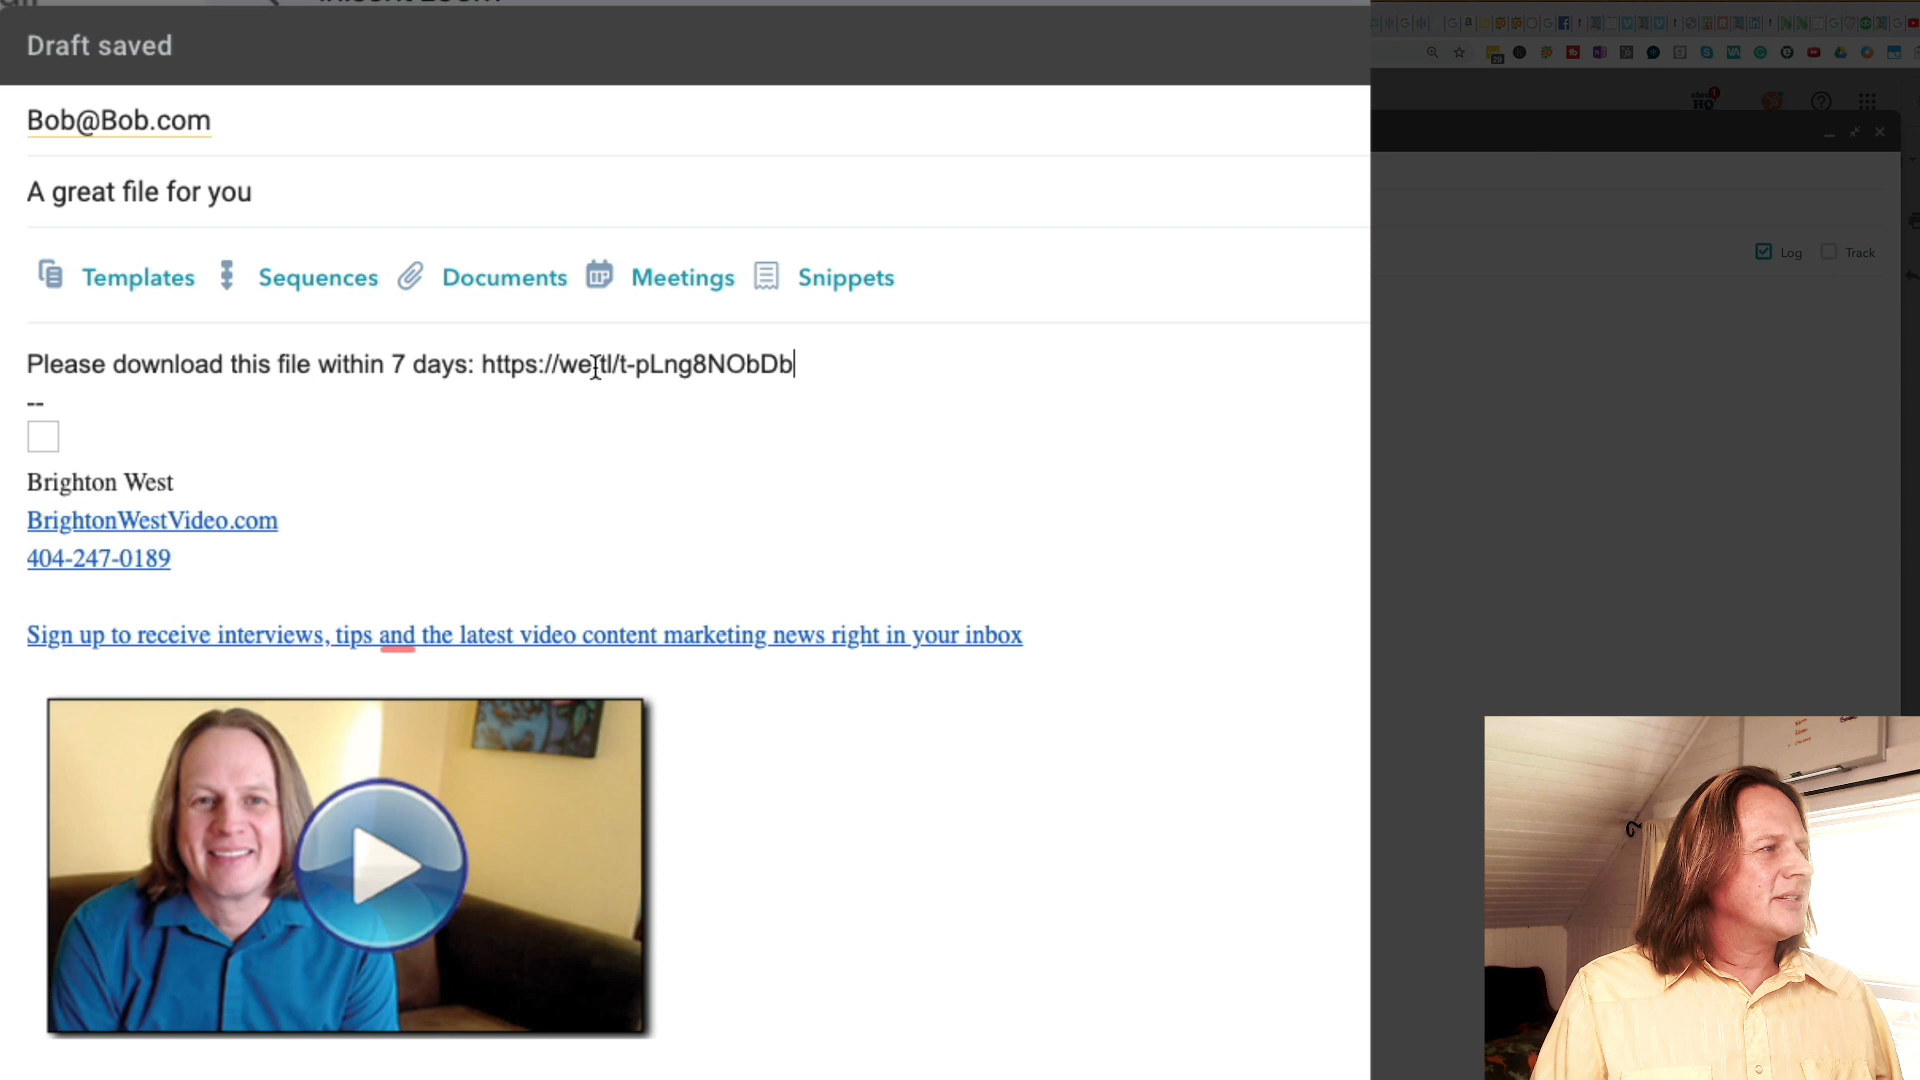 Draft saved
Bob@Bob.com
A great file for you
Templates Sequences Documents Meetings Snippets
Log Track
Please download this file within 7 days: https://we.tl/t-pLng8NObDb
--
Brighton West
BrightonWestVideo.com
404-247-0189
Sign up to receive interviews, tips and the latest video content marketing news right in your inbox